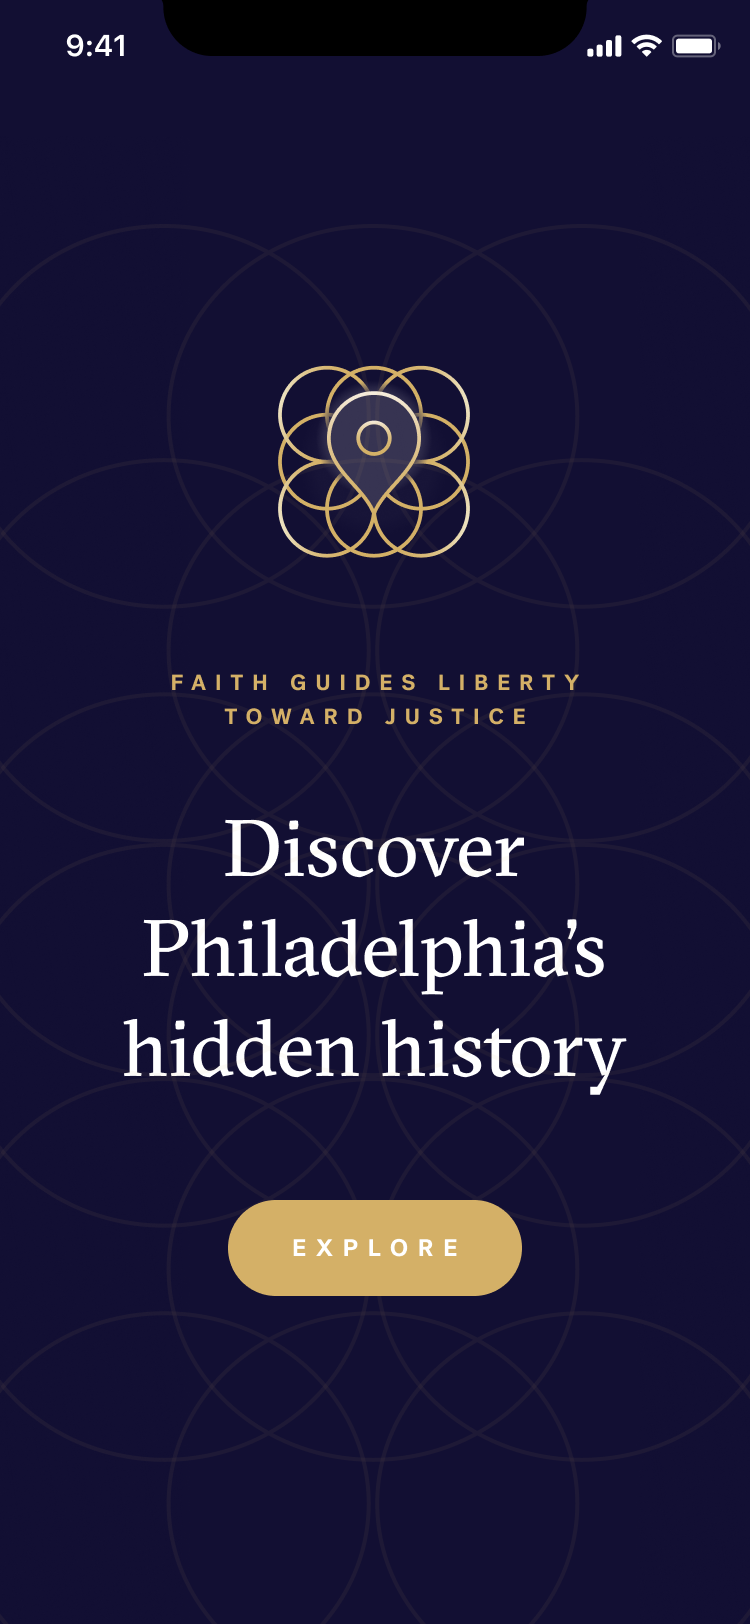 9:41
FAITH GUIDES LIBERTY
TOWARD JUSTICE
Discover
Philadelphia’s
hidden history
EXPLORE